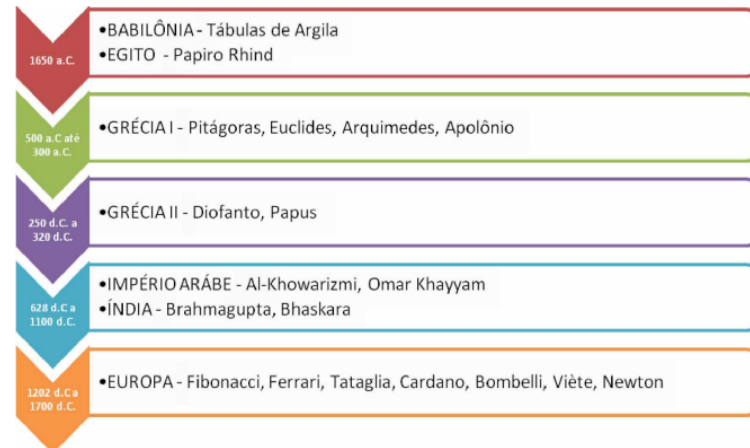 1650 a.C.
•BABILÔNIA - Tábulas de Argila
•EGITO - Papiro Rhind
500 a.C atè
300 a.C.
•GRÉCIA I - Pitágoras, Euclides, Arquimedes, Apolônio
250 d.C. a
320 d.C.
•GRÉCIA II - Diofanto, Papus
628 d.C a
1100 d.C.
•IMPÉRIO ARÁBE - Al-Khowarizmi, Omar Khayyam
•ÍNDIA - Brahmagupta, Bhaskara
1202 d.C a
1700 d.C.
•EUROPA - Fibonacci, Ferrari, Tataglia, Cardano, Bombelli, Viète, Newton